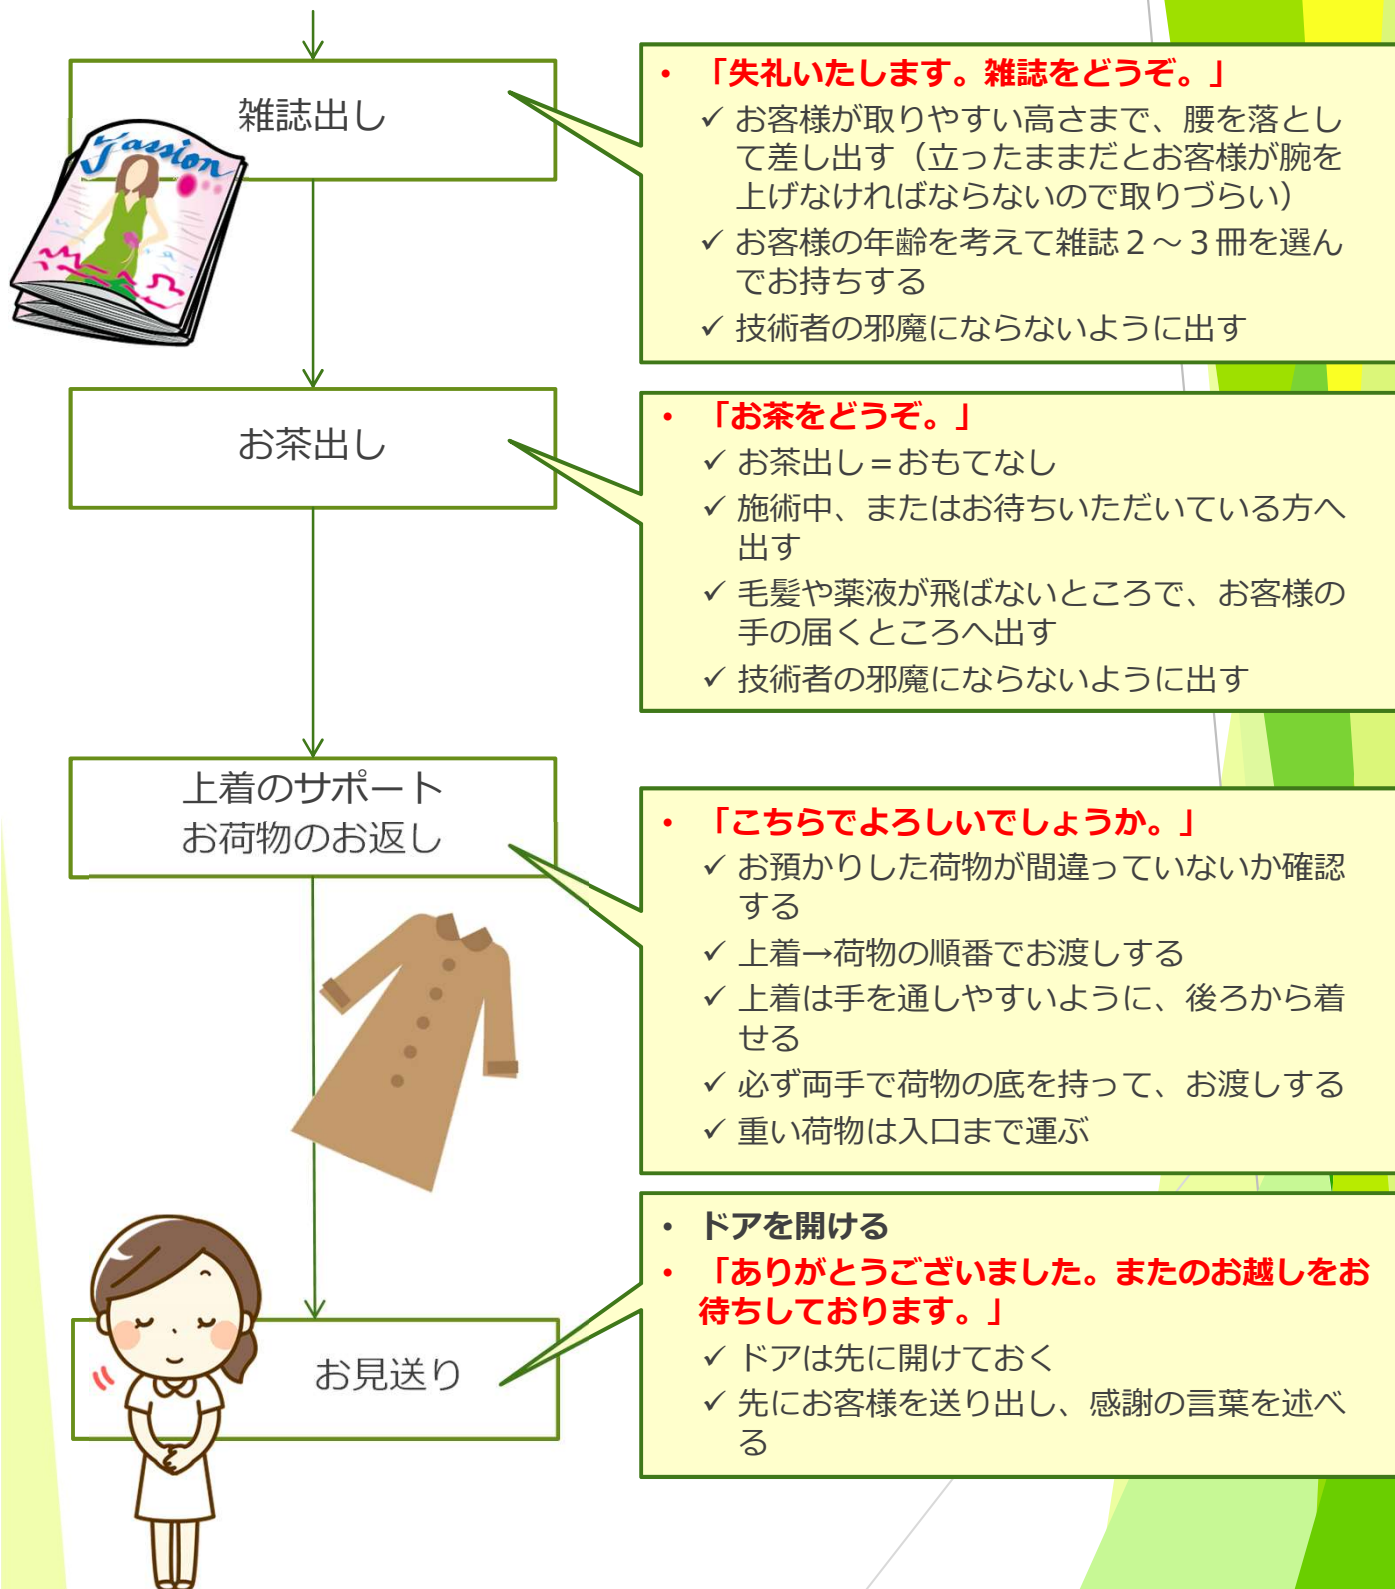 雑誌出し
yassion
・ 「失礼いたします。雑誌をどうぞ。」
✓ お客様が取りやすい高さまで、腰を落とし
て差し出す（立ったままだとお客様が腕を
上げなければならないので取りづらい）
✓ お客様の年齢を考えて雑誌２～３冊を選ん
でお持ちする
✓ 技術者の邪魔にならないように出す
お茶出し
・ 「お茶をどうぞ。」
✓ お茶出し＝おもてなし
✓ 施術中、またはお待ちいただいている方へ
出す
✓ 毛髪や薬液が飛ばないところで、お客様の
手の届くところへ出す
✓ 技術者の邪魔にならないように出す
上着のサポート
お荷物のお返し
・ 「こちらでよろしいでしょうか。」
✓ お預かりした荷物が間違っていないか確認
する
✓ 上着→荷物の順番でお渡しする
✓ 上着は手を通しやすいように、後ろから着
せる
✓ 必ず両手で荷物の底を持って、お渡しする
✓ 重い荷物は入口まで運ぶ
お見送り
・ ドアを開ける
・ 「ありがとうございました。またのお越しをお
待ちしております。」
✓ ドアは先に開けておく
✓ 先にお客様を送り出し、感謝の言葉を述べ
る